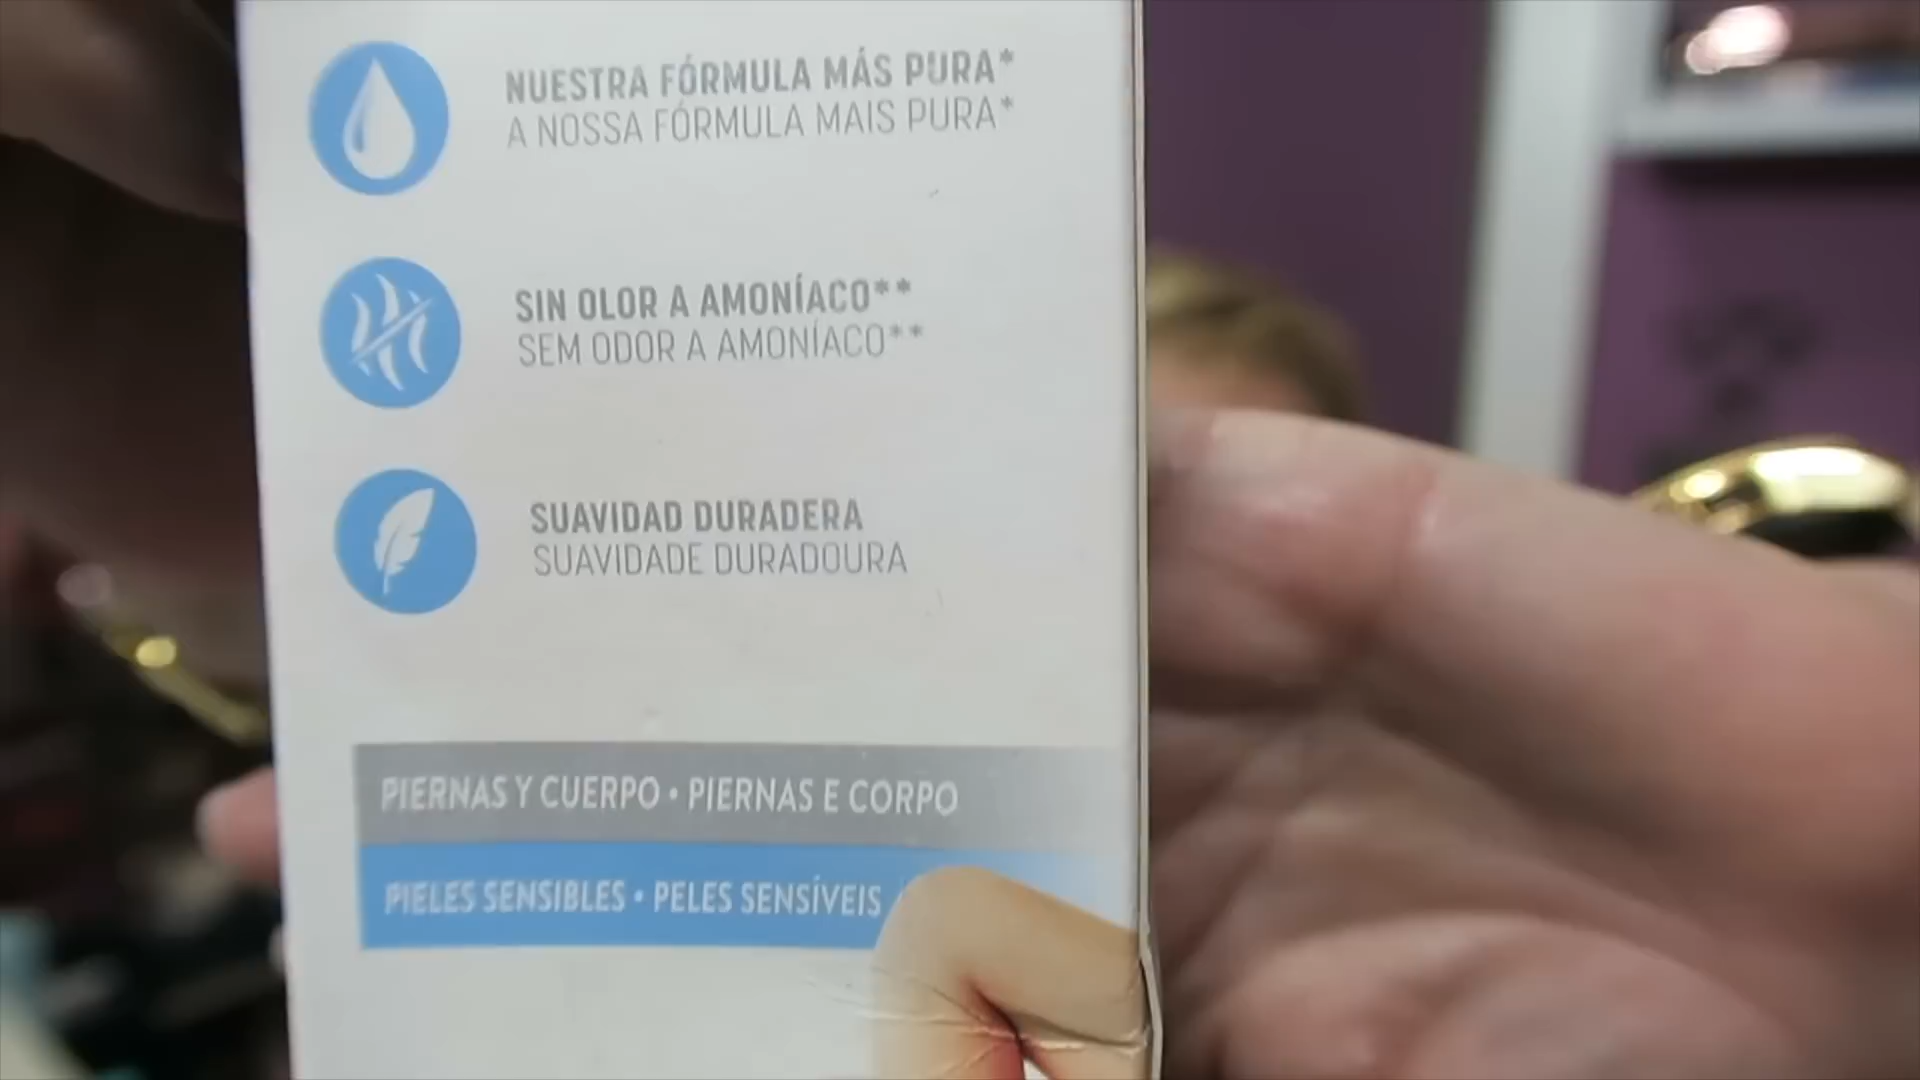 NUESTRA FÓRMULA MÁS PURA*
A NOSSA FÓRMULA MAIS PURA*
SIN OLOR A AMONÍACO**
SEM ODOR A AMONÍACO**
SUAVIDAD DURADERA
SUAVIDADE DURADOURA
PIERNAS Y CUERPO • PIERNAS E CORPO
PIELES SENSIBLES • PELES SENSÍVEIS